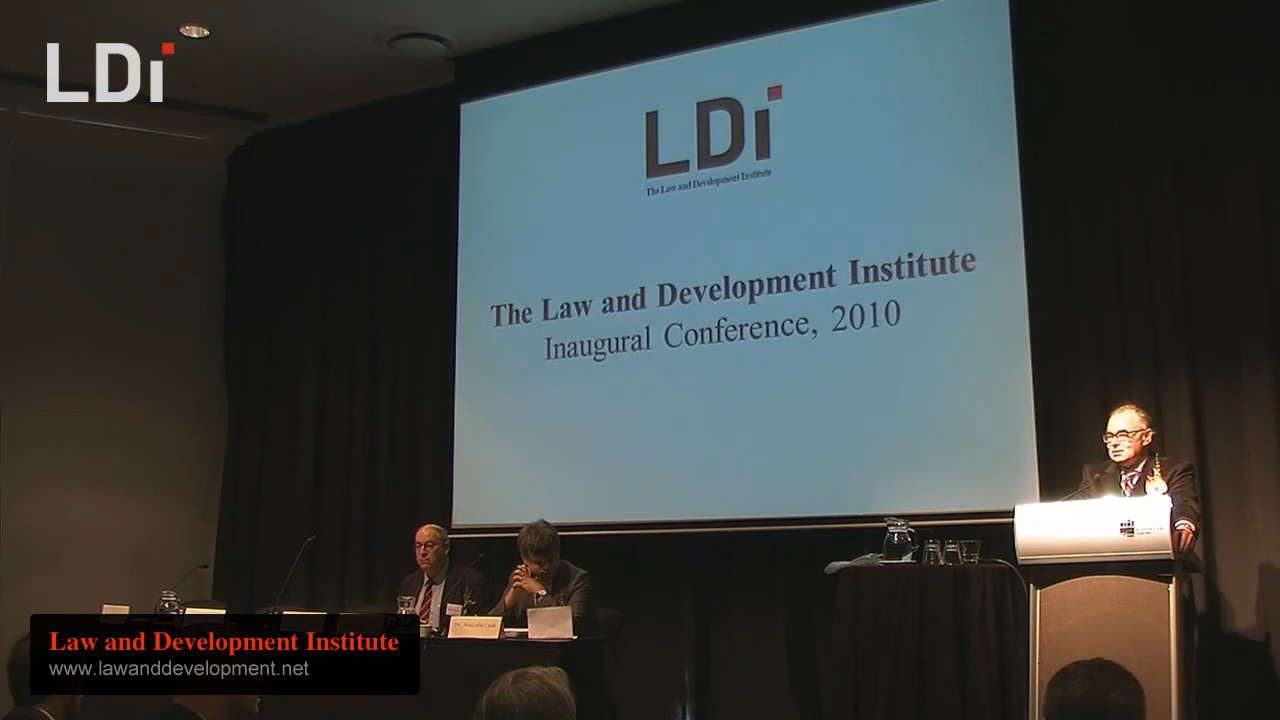 LDi
LDi
The Law and Development Institute
The Law and Development Institute
Inaugural Conference, 2010
Law and Development Institute
www.lawanddevelopment.net